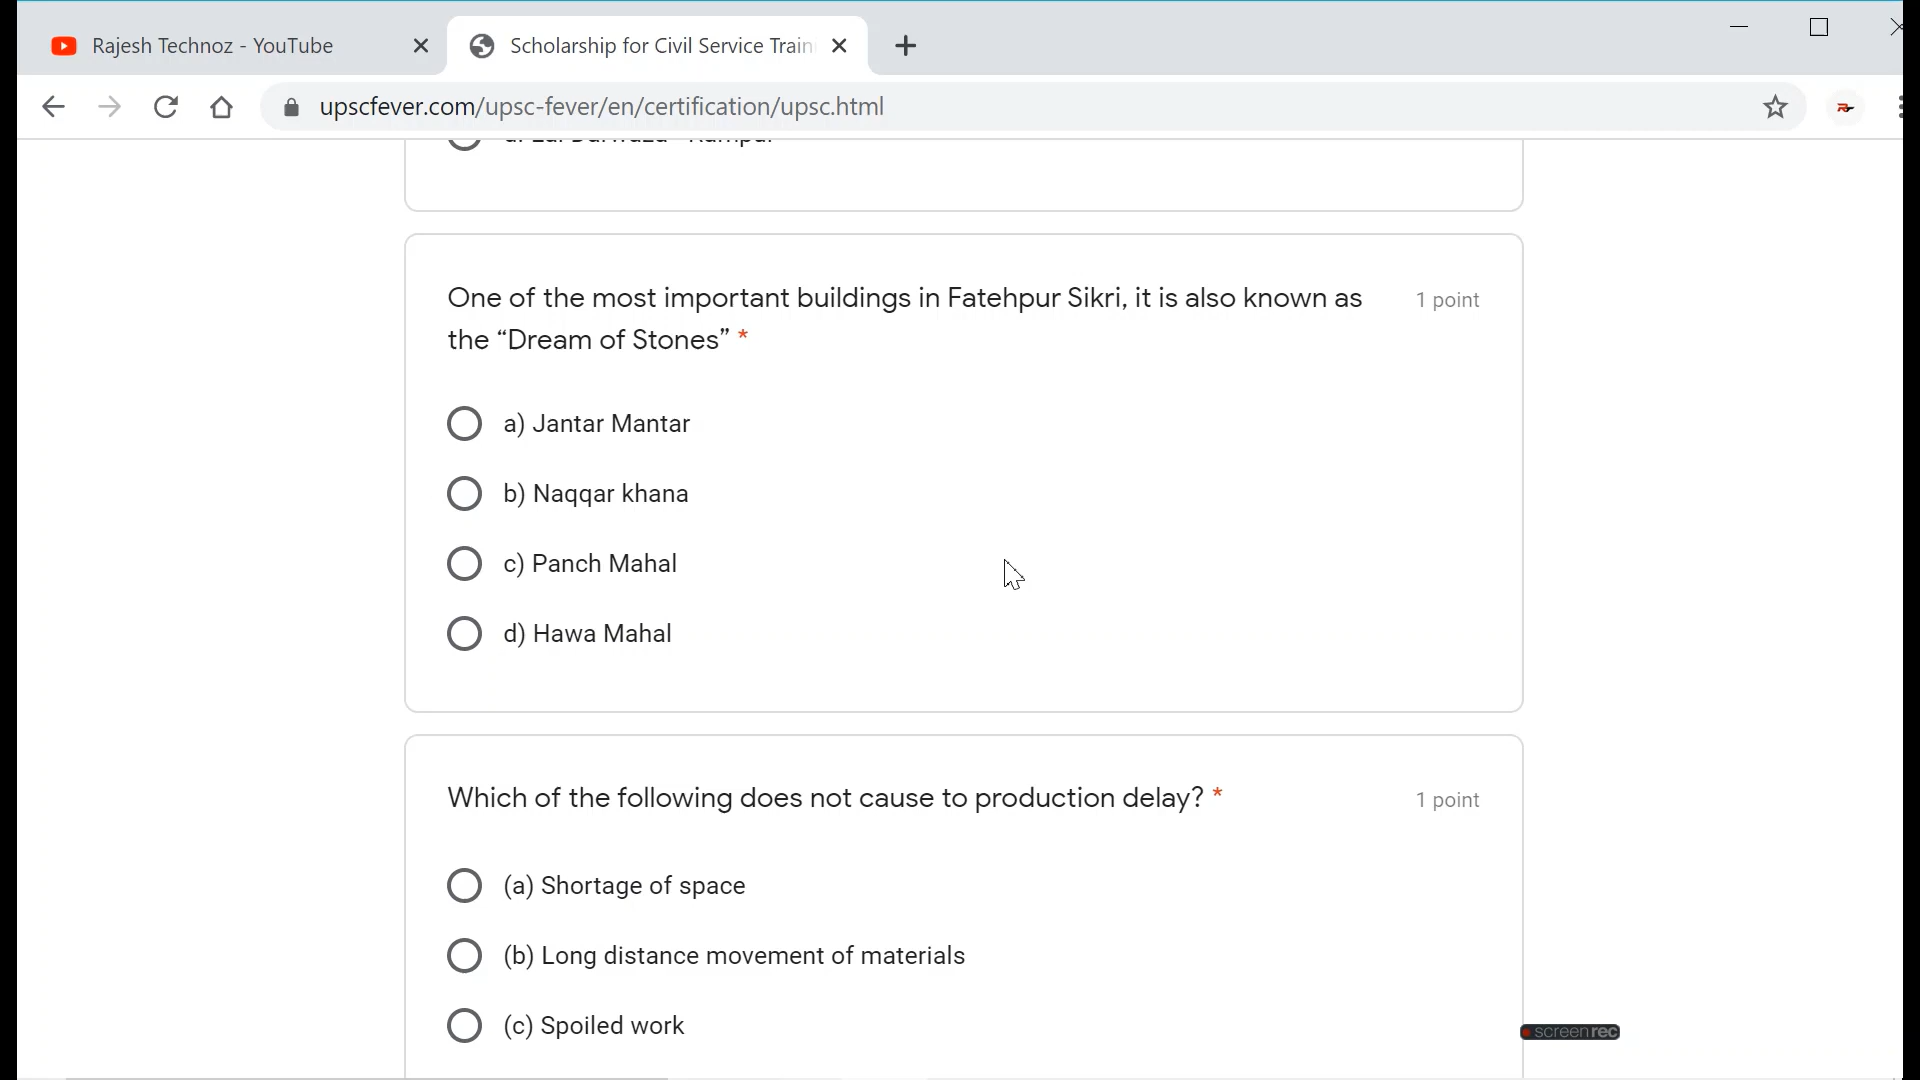 Rajesh Technoz - YouTube
Scholarship for Civil Service Train
upscfever.com/upsc-fever/en/certification/upsc.html
One of the most important buildings in Fatehpur Sikri, it is also known as
the “Dream of Stones” *
1 point
a) Jantar Mantar
b) Naqqar khana
c) Panch Mahal
d) Hawa Mahal
Which of the following does not cause to production delay? *
1 point
(a) Shortage of space
(b) Long distance movement of materials
(c) Spoiled work
screenrec